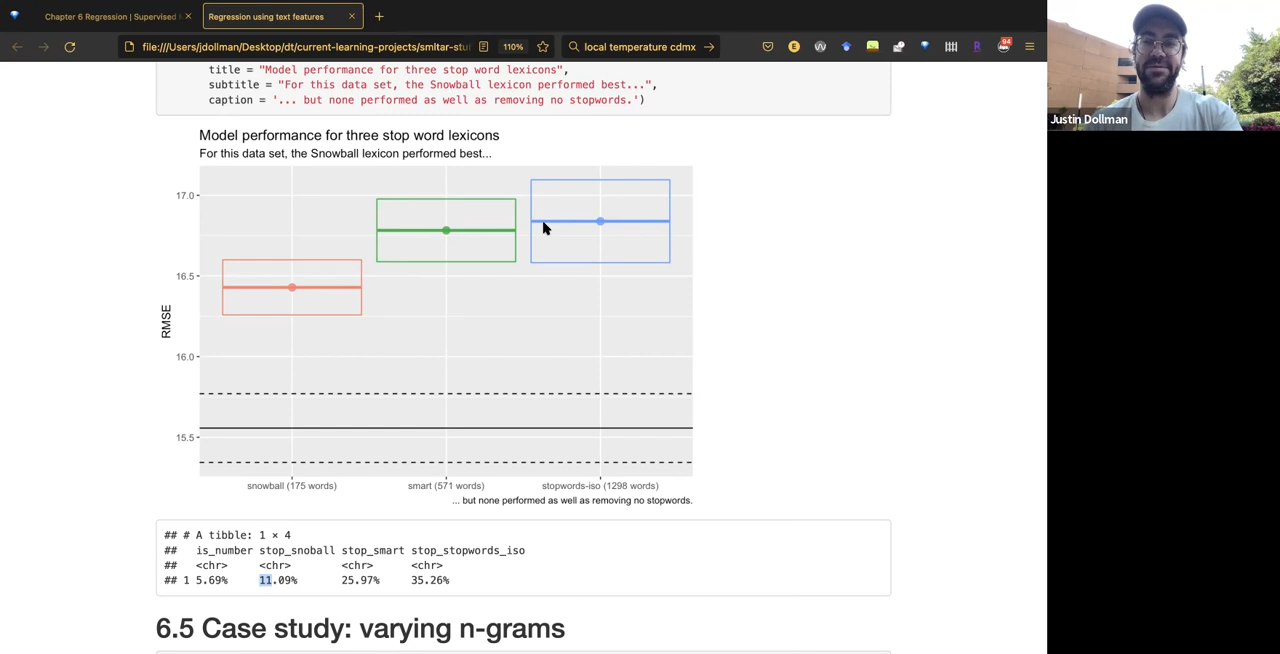 Chapter 6 Regression | Supervised
Regression using text features
file:///Users/jdollman/Desktop/dt/current-learning-projects/smltar-stu
110%
local temperature cdmx
E
R
94
title = "Model performance for three stop word lexicons",
subtitle = "For this data set, the Snowball lexicon performed best...",
caption = '... but none performed as well as removing no stopwords.')
Justin Dollman
Model performance for three stop word lexicons
For this data set, the Snowball lexicon performed best...
17.0
16.5
RMSE
16.0
15.5
snowball (175 words) smart (571 words) stopwords-iso (1298 words)
... but none performed as well as removing no stopwords.
## # A tibble: 1 × 4
## is_number stop_snoball stop_smart stop_stopwords_iso
## <chr> <chr> <chr> <chr>
## 1 5.69% 11.09% 25.97% 35.26%
6.5 Case study: varying n-grams